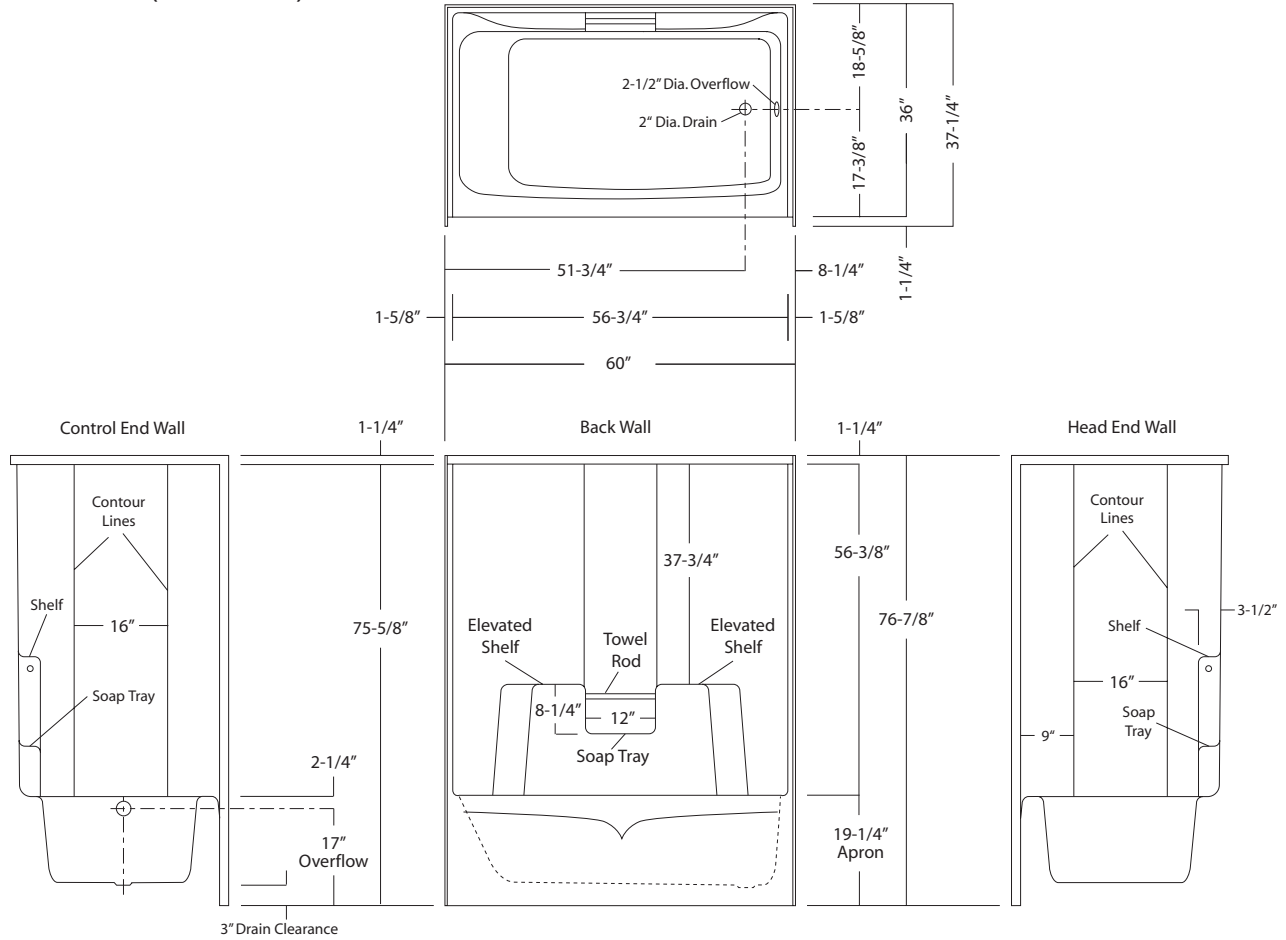 18-5/8”
2-1/2” Dia. Overflow
2“ Dia. Drain
36”
37-1/4”
17-3/8”
51-3/4”
8-1/4”
1-1/4”
1-5/8”
56-3/4”
1-5/8”
60”
Control End Wall
1-1/4”
Back Wall
1-1/4”
Head End Wall
Contour
Lines
Contour
Lines
56-3/8”
37-3/4”
Shelf
16”
75-5/8”
76-7/8”
3-1/2”
Elevated
Shelf
Towel
Rod
Elevated
Shelf
Shelf
Soap Tray
16”
8-1/4”
12”
Soap
Tray
9“
Soap Tray
2-1/4”
17”
Overflow
19-1/4”
Apron
3” Drain Clearance